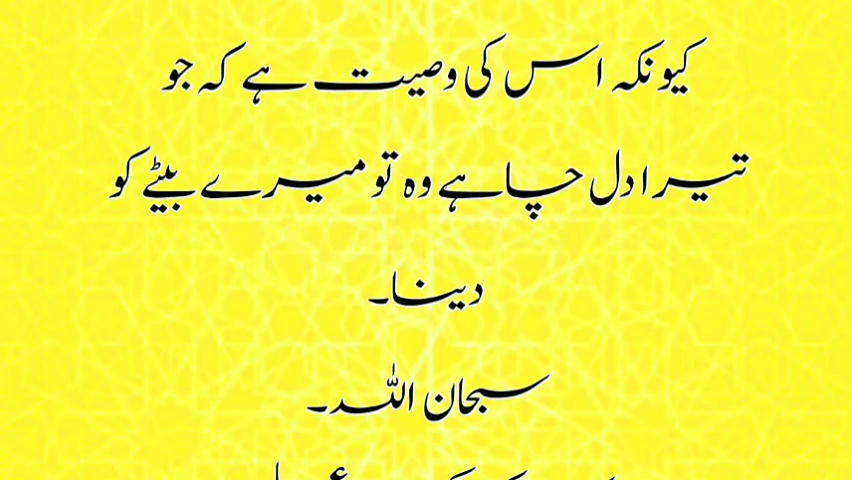 کیونکہ اس کی وصیت ہے کہ جو
تیرا دل چاہے وہ تو میرے بیٹے کو
دینا۔
سبحان اللہ۔